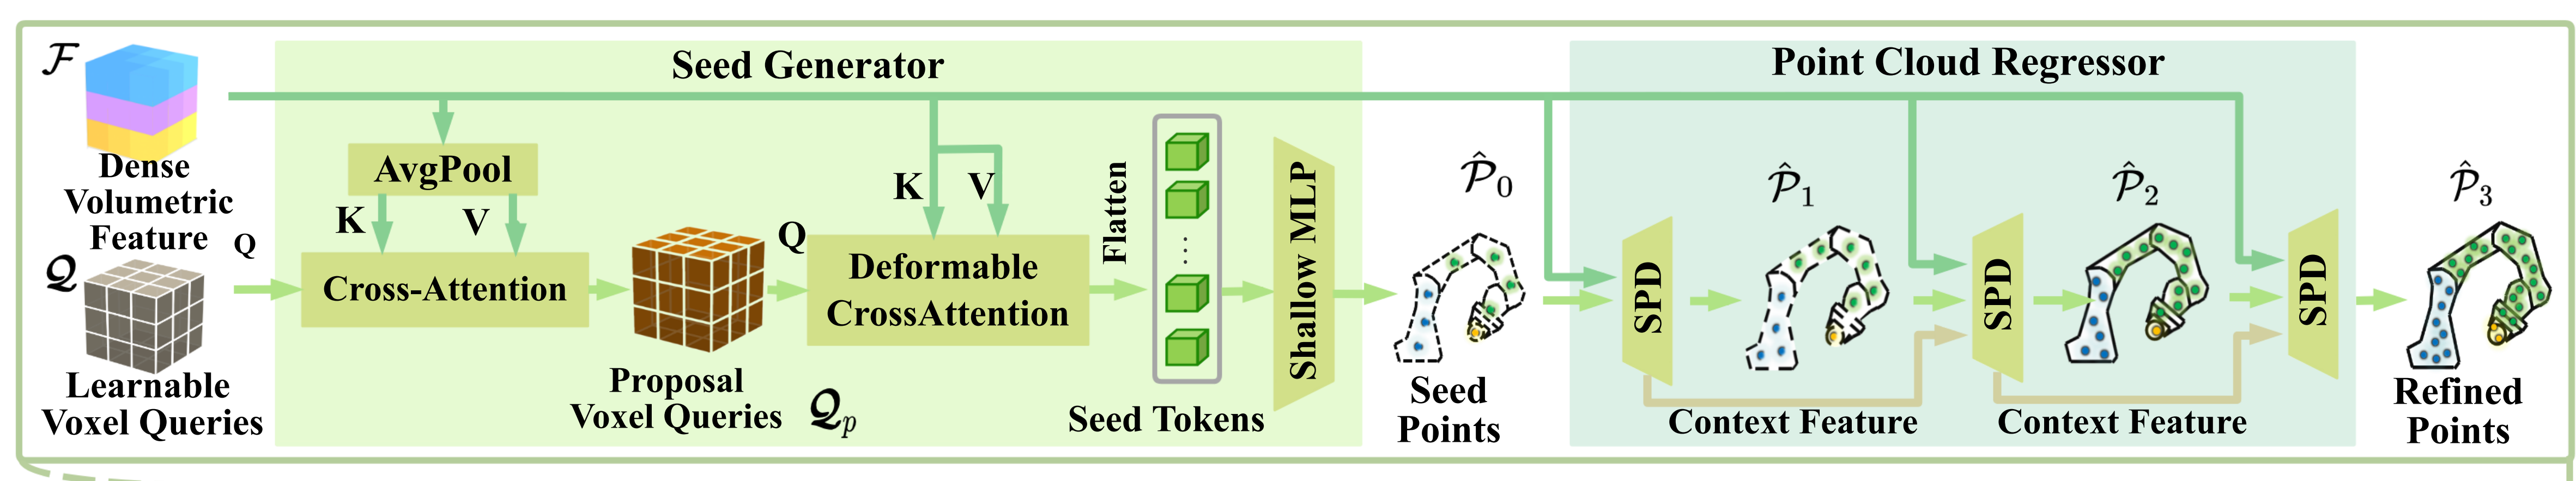 Seed Generator
Point Cloud Regressor
ℱ
Dense
Volumetric
Feature
Q
𝓠
Learnable
Voxel Queries
AvgPool
K
V
Cross-Attention
Proposal
Voxel Queries
𝓠p
Q
K
V
Deformable
CrossAttention
Flatten
⋮
Seed Tokens
Shallow MLP
𝒫̂0
Seed
Points
SPD
𝒫̂1
Context Feature
SPD
𝒫̂2
Context Feature
SPD
𝒫̂3
Refined
Points